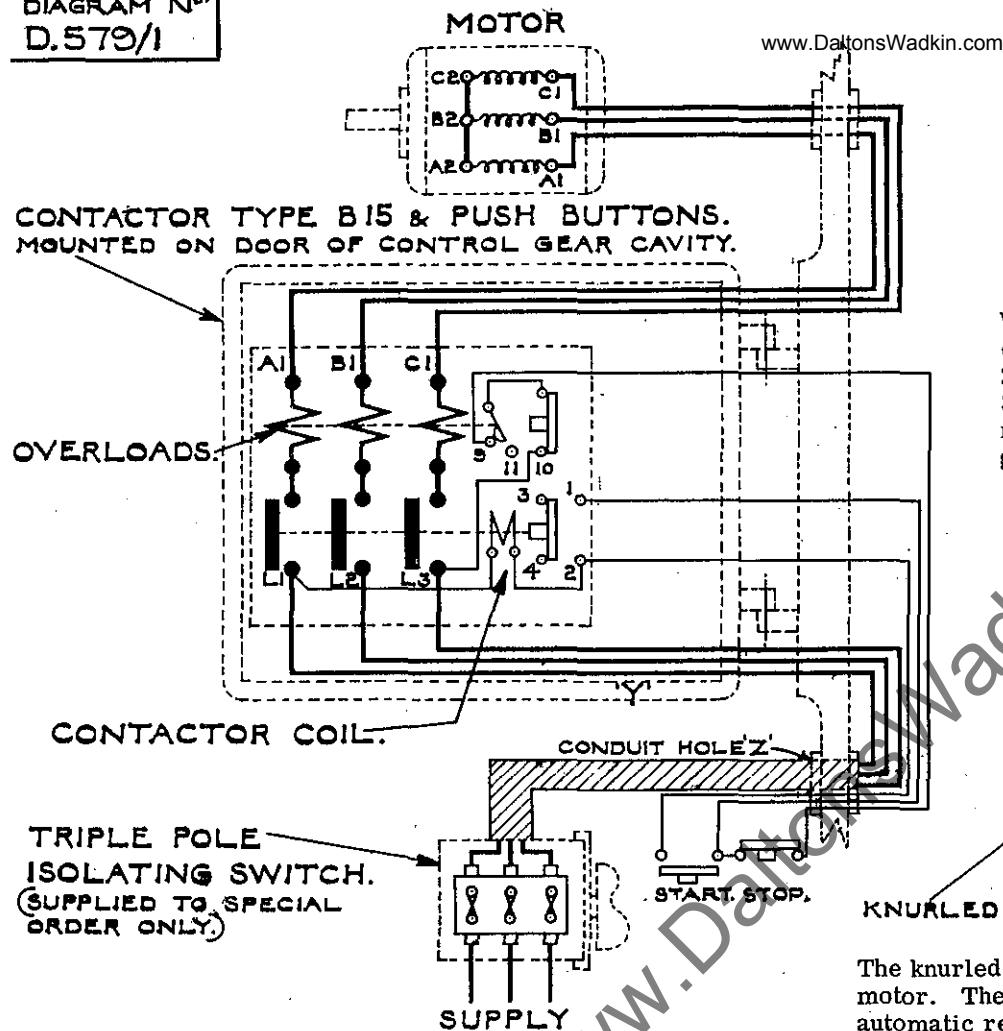 DIAGRAM No.
D.579/1
MOTOR
www.DaltonsWadkin.com
C2 C1
B2 B1
A2 A1
CONTACTOR TYPE B15 & PUSH BUTTONS.
MOUNTED ON DOOR OF CONTROL GEAR CAVITY.
A1 B1 C1
OVERLOADS.
9 11 10
3 1
4 2
L1 L2 L3
'Y'
CONTACTOR COIL.
CONDUIT HOLE 'Z'
TRIPLE POLE
ISOLATING SWITCH.
(SUPPLIED TO SPECIAL
ORDER ONLY.)
START. STOP.
SUPPLY
KNURLED
The knurled
motor. The
automatic re
www.DaltonsWad